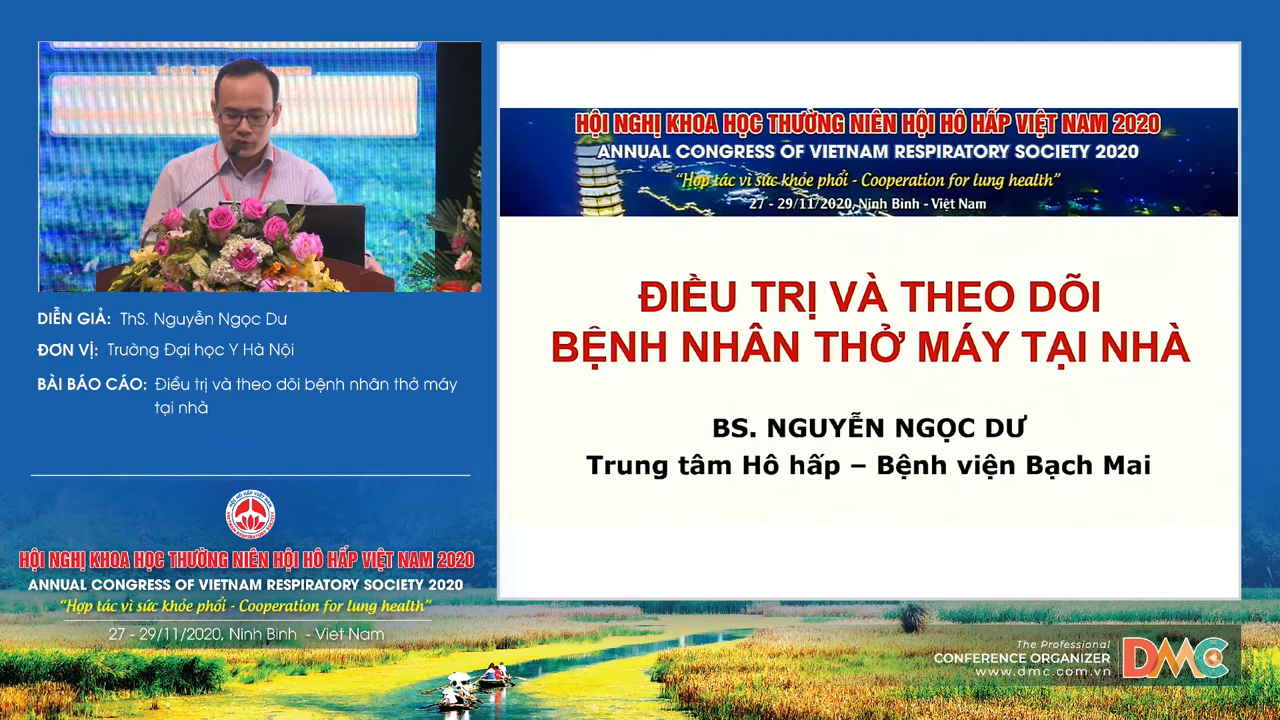 DIỄN GIẢ: ThS. Nguyễn Ngọc Dư
ĐƠN VỊ: Trường Đại học Y Hà Nội
BÀI BÁO CÁO: Điều trị và theo dõi bệnh nhân thở máy
tại nhà
HỘI NGHỊ KHOA HỌC THƯỜNG NIÊN HỘI HÔ HẤP VIỆT NAM 2020
ANNUAL CONGRESS OF VIETNAM RESPIRATORY SOCIETY 2020
“Hợp tác vì sức khỏe phổi - Cooperation for lung health”
27 - 29/11/2020, Ninh Binh - Viet Nam
HỘI NGHỊ KHOA HỌC THƯỜNG NIÊN HỘI HÔ HẤP VIỆT NAM 2020
ANNUAL CONGRESS OF VIETNAM RESPIRATORY SOCIETY 2020
“Hợp tác vì sức khỏe phổi - Cooperation for lung health”
27 - 29/11/2020, Ninh Bình - Việt Nam
ĐIỀU TRỊ VÀ THEO DÕI
BỆNH NHÂN THỞ MÁY TẠI NHÀ
BS. NGUYỄN NGỌC DƯ
Trung tâm Hô hấp – Bệnh viện Bạch Mai
The Professional
CONFERENCE ORGANIZER
www.dmc.com.vn
DMC